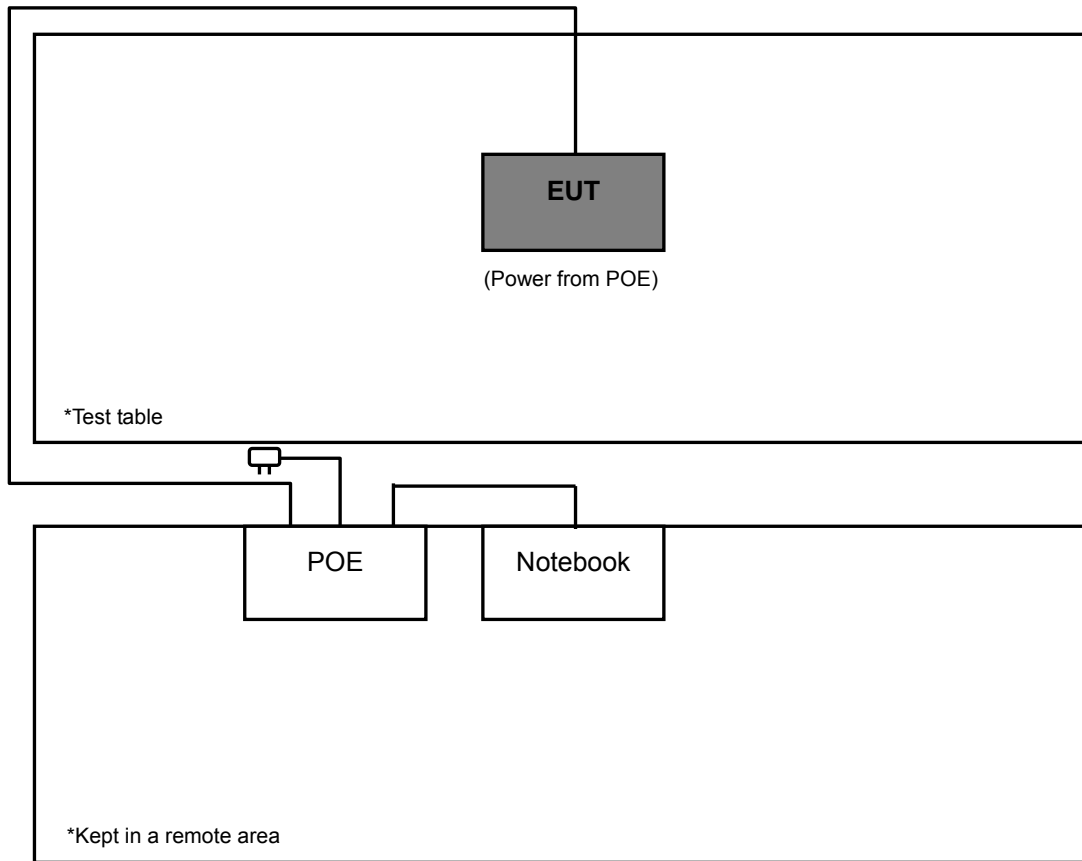 EUT
(Power from POE)
*Test table
POE
Notebook
*Kept in a remote area